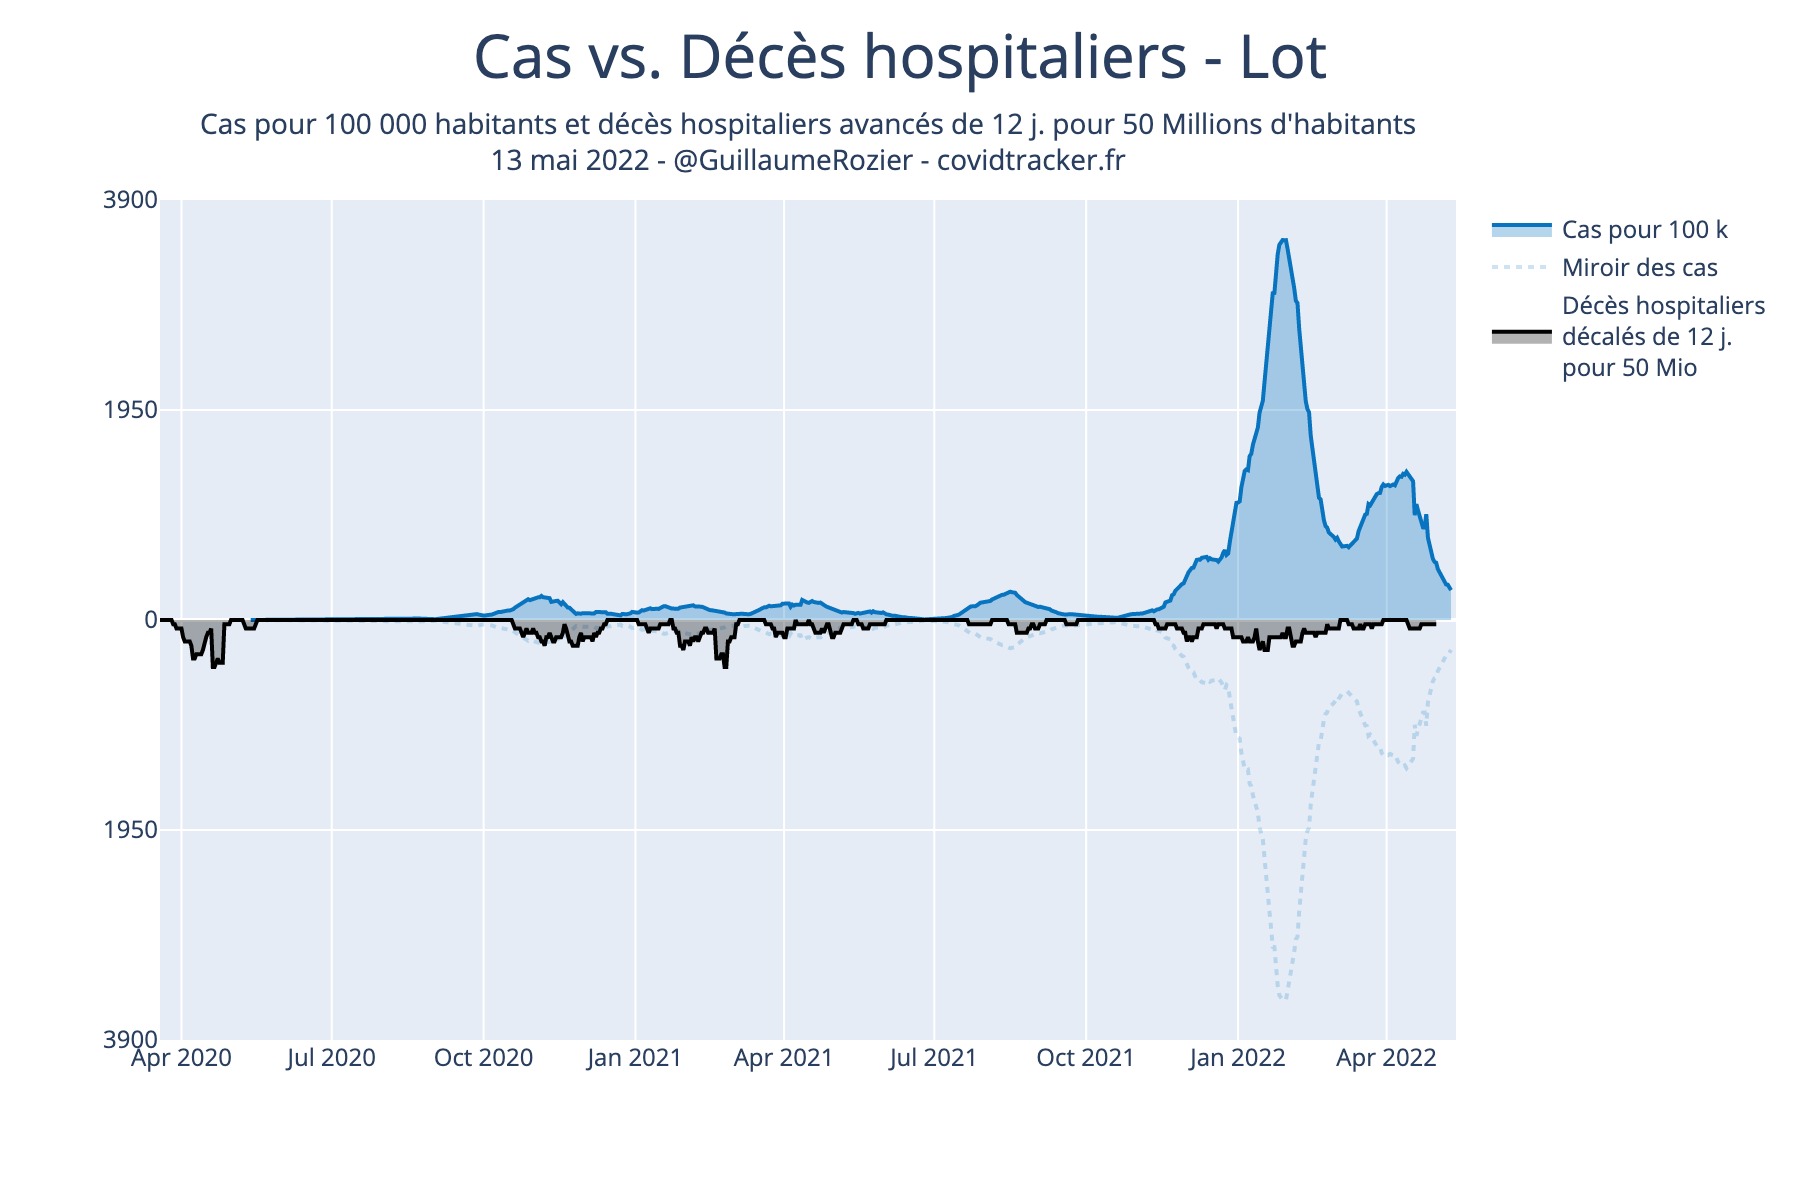 Cas vs. Décès hospitaliers - Lot
Cas pour 100 000 habitants et décès hospitaliers avancés de 12 j. pour 50 Millions d'habitants
13 mai 2022 - @GuillaumeRozier - covidtracker.fr
3900
1950
0
1950
3900
Apr 2020
Jul 2020
Oct 2020
Jan 2021
Apr 2021
Jul 2021
Oct 2021
Jan 2022
Apr 2022
Cas pour 100 k
Miroir des cas
Décès hospitaliers
décalés de 12 j.
pour 50 Mio